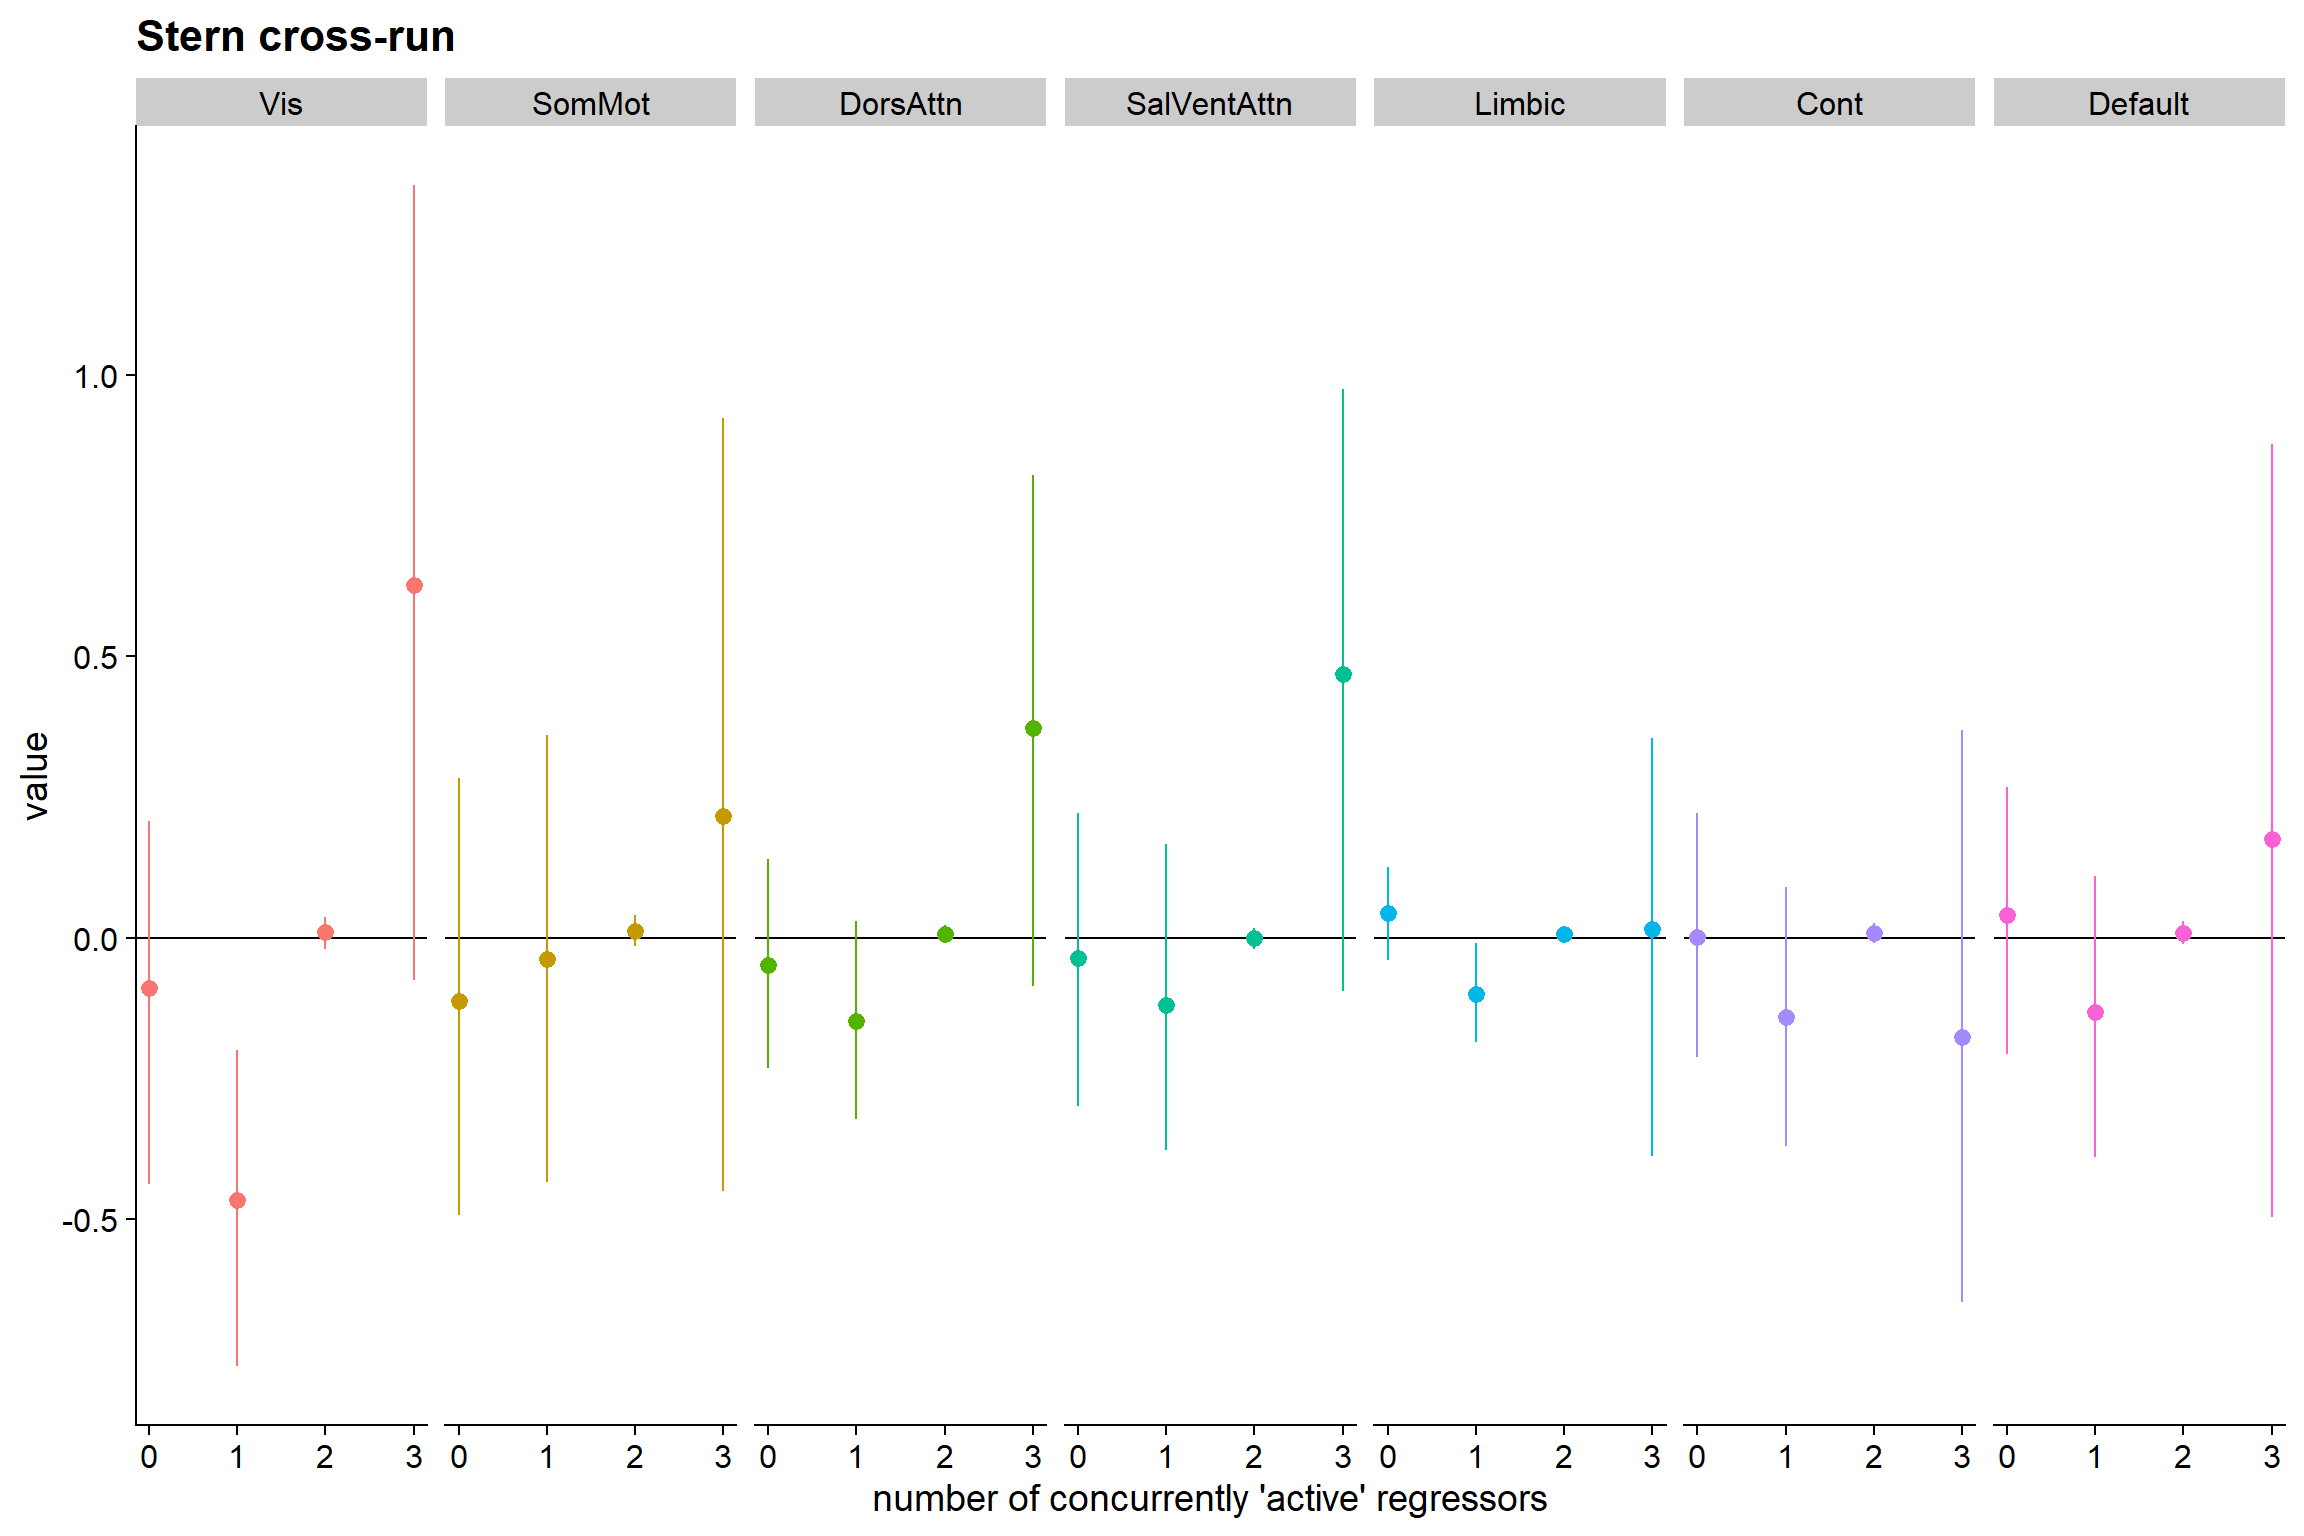 Stern cross-run
Vis SomMot DorsAttn SalVentAttn Limbic Cont Default
1.0
0.5
0.0
-0.5
value
0 1 2 3 0 1 2 3 0 1 2 3 0 1 2 3 0 1 2 3 0 1 2 3 0 1 2 3
number of concurrently 'active' regressors